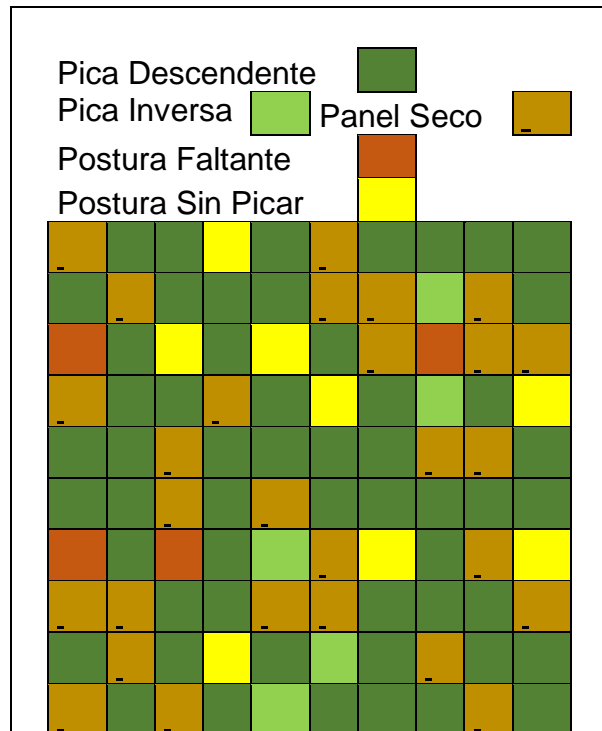 Pica Descendente
Pica Inversa Panel Seco
Postura Faltante
Postura Sin Picar